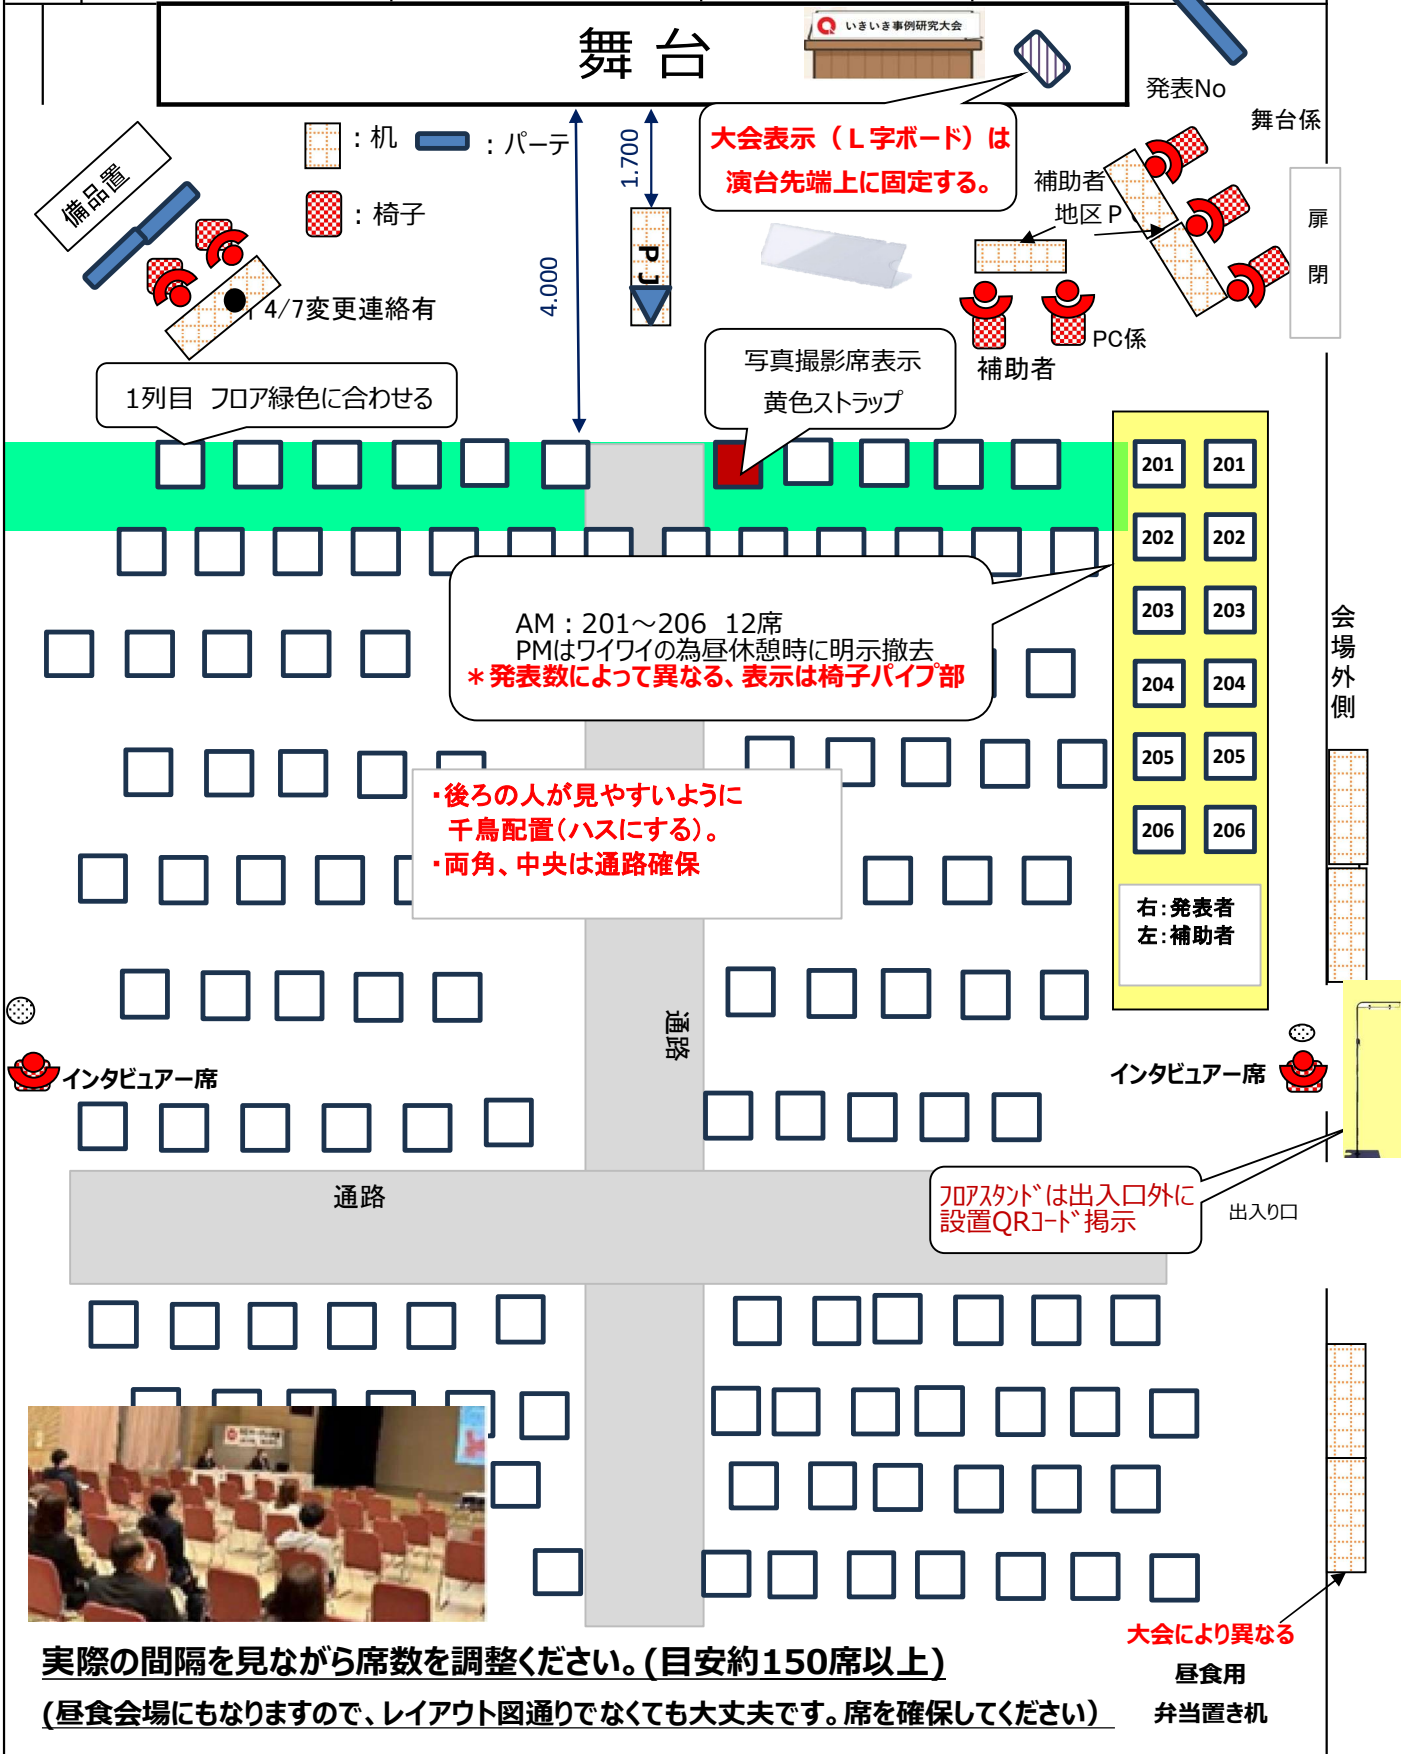 舞 台
いきいき事例研究大会
発表No
舞台係
：机
：パーテ
：椅子
備品置
1.700
4.000
PJ
大会表示（Ｌ字ボード）は
演台先端上に固定する。
補助者
地区Ｐ
扉
閉
4/7変更連絡有
PC係
補助者
1列目 フロア緑色に合わせる
写真撮影席表示
黄色ストラップ
201 201
202 202
203 203
204 204
205 205
206 206
AM：201～206 12席
PMはワイワイの為昼休憩時に明示撤去
＊発表数によって異なる、表示は椅子パイプ部
会場外側
・後ろの人が見やすいように
千鳥配置（ハスにする）。
・両角、中央は通路確保
右：発表者
左：補助者
通路
インタビュアー席
インタビュアー席
通路
ﾌﾛｱｽﾀﾝﾄﾞは出入口外に
設置QRｺｰﾄﾞ掲示
出入り口
大会により異なる
昼食用
弁当置き机
実際の間隔を見ながら席数を調整ください。（目安約150席以上）
（昼食会場にもなりますので、レイアウト図通りでなくても大丈夫です。席を確保してください）